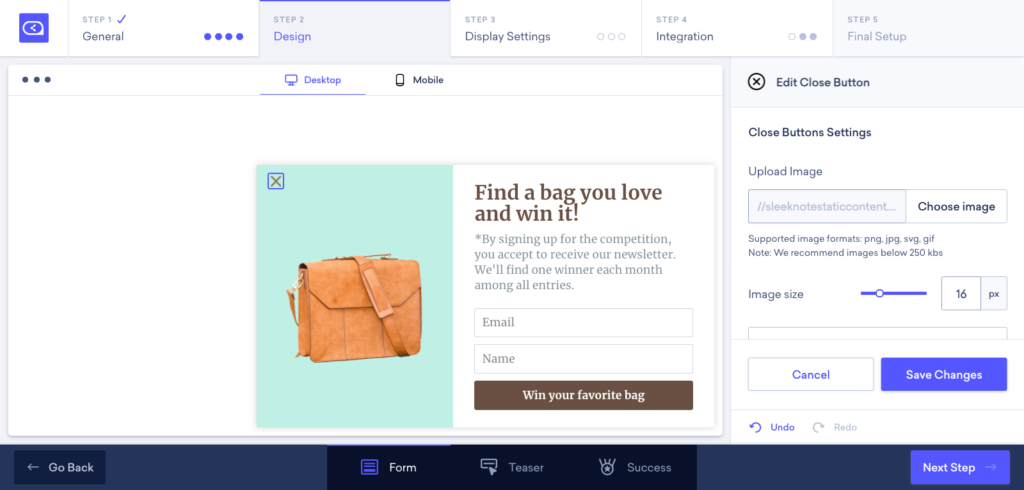 STEP 1
General
STEP 2
Design
STEP 3
Display Settings
STEP 4
Integration
STEP 5
Final Setup
Desktop
Mobile
Find a bag you love
and win it!
*By signing up for the competition,
you accept to receive our newsletter.
We'll find one winner each month
among all entries.
Email
Name
Win your favorite bag
Edit Close Button
Close Buttons Settings
Upload Image
//sleeknotestaticcontent....
Choose image
Supported image formats: png, jpg, svg, gif
Note: We recommend images below 250 kbs
Image size
16
px
Cancel
Save Changes
Undo
Redo
Go Back
Form
Teaser
Success
Next Step